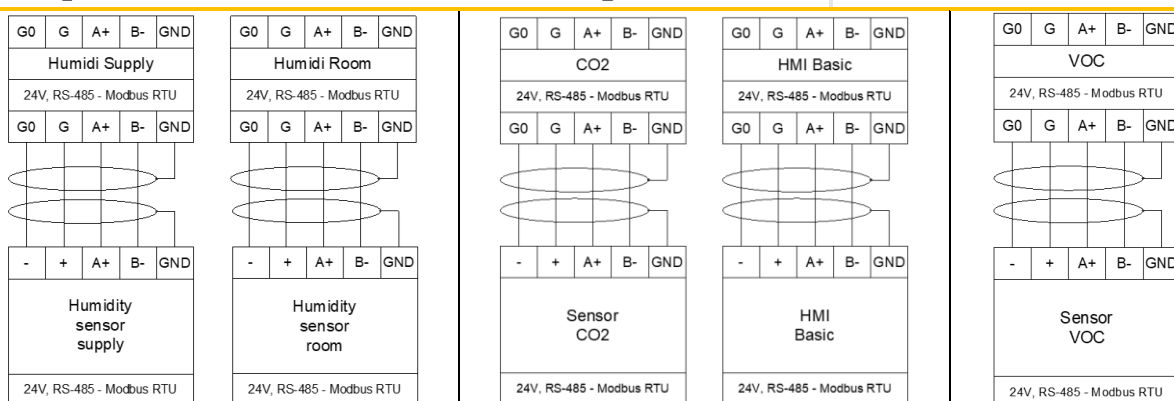 G0 G A+ B- GND
Humidi Supply
24V, RS-485 - Modbus RTU
G0 G A+ B- GND
- + A+ B- GND
Humidity
sensor
supply
24V, RS-485 - Modbus RTU
G0 G A+ B- GND
Humidi Room
24V, RS-485 - Modbus RTU
G0 G A+ B- GND
- + A+ B- GND
Humidity
sensor
room
24V, RS-485 - Modbus RTU
G0 G A+ B- GND
CO2
24V, RS-485 - Modbus RTU
G0 G A+ B- GND
- + A+ B- GND
Sensor
CO2
24V, RS-485 - Modbus RTU
G0 G A+ B- GND
HMI Basic
24V, RS-485 - Modbus RTU
G0 G A+ B- GND
- + A+ B- GND
HMI
Basic
24V, RS-485 - Modbus RTU
G0 G A+ B- GND
VOC
24V, RS-485 - Modbus RTU
G0 G A+ B- GND
- + A+ B- GND
Sensor
VOC
24V, RS-485 - Modbus RTU